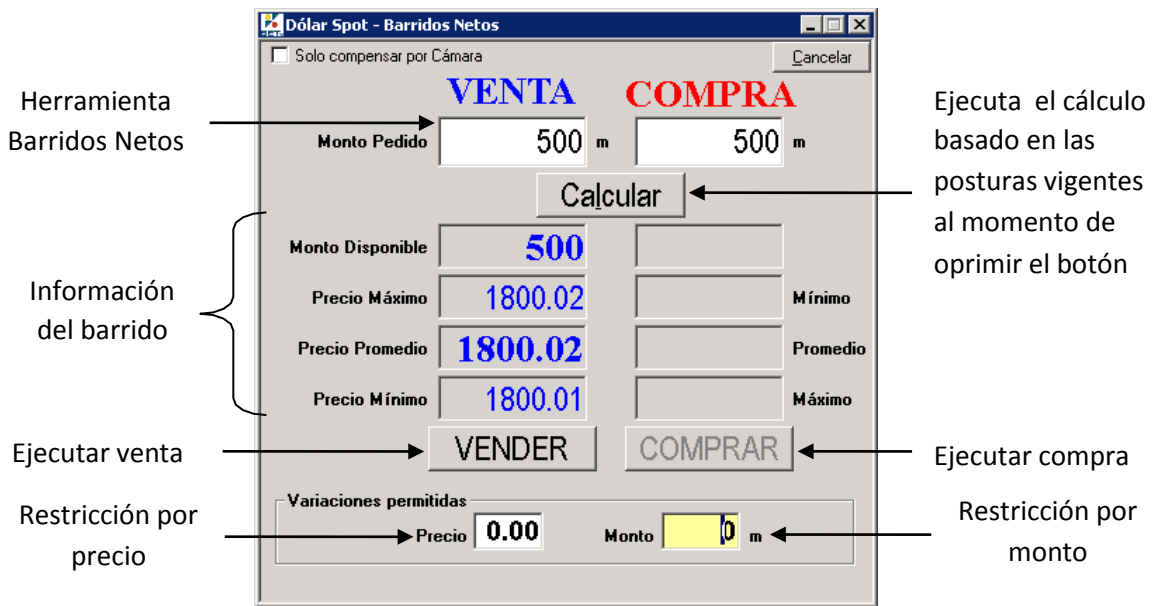 Dólar Spot - Barridos Netos
Solo compensar por Cámara
Cancelar
VENTA COMPRA
Herramienta
Barridos Netos
Monto Pedido 500 m 500 m
Calcular
Ejecuta el cálculo
basado en las
posturas vigentes
al momento de
oprimir el botón
Información
del barrido
Monto Disponible 500
Precio Máximo 1800.02 Mínimo
Precio Promedio 1800.02 Promedio
Precio Mínimo 1800.01 Máximo
Ejecutar venta
VENDER COMPRAR
Ejecutar compra
Variaciones permitidas
Restricción por
precio
Precio 0.00 Monto 0 m
Restricción por
monto